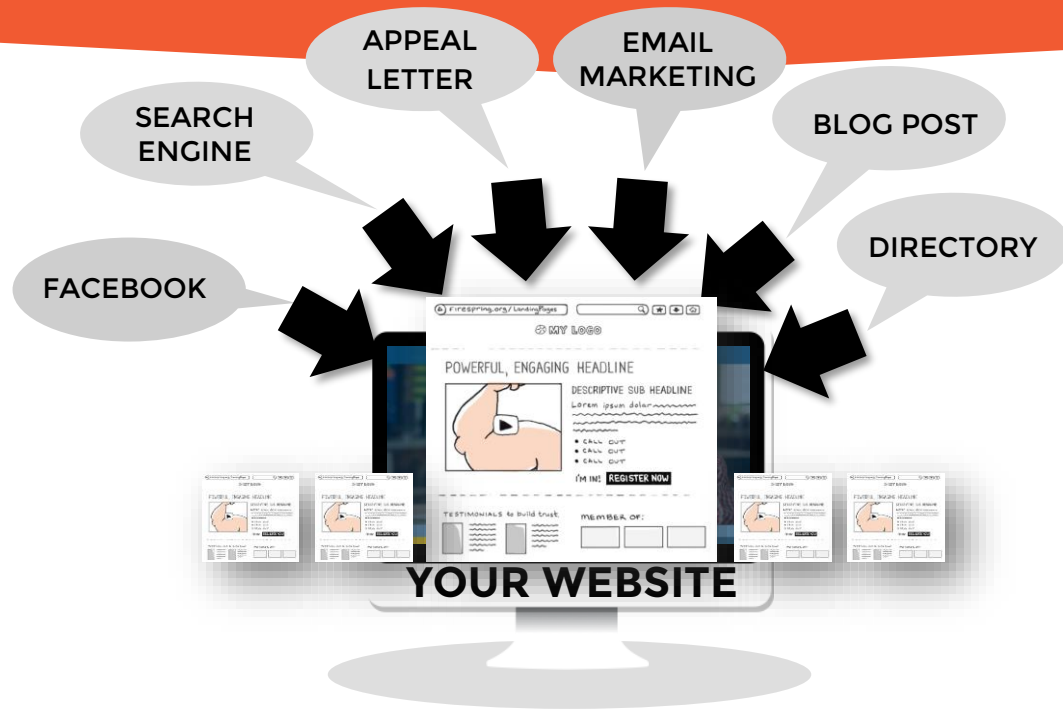 APPEAL
LETTER
EMAIL
MARKETING
SEARCH
ENGINE
BLOG POST
DIRECTORY
FACEBOOK
Firespring.org/LandingPages
MY LOGO
POWERFUL, ENGAGING HEADLINE
DESCRIPTIVE SUB HEADLINE
Lorem ipsum dolar
• CALL OUT
• CALL OUT
• CALL OUT
I'M IN! REGISTER NOW
TESTIMONIALS to build trust
MEMBER OF:
YOUR WEBSITE